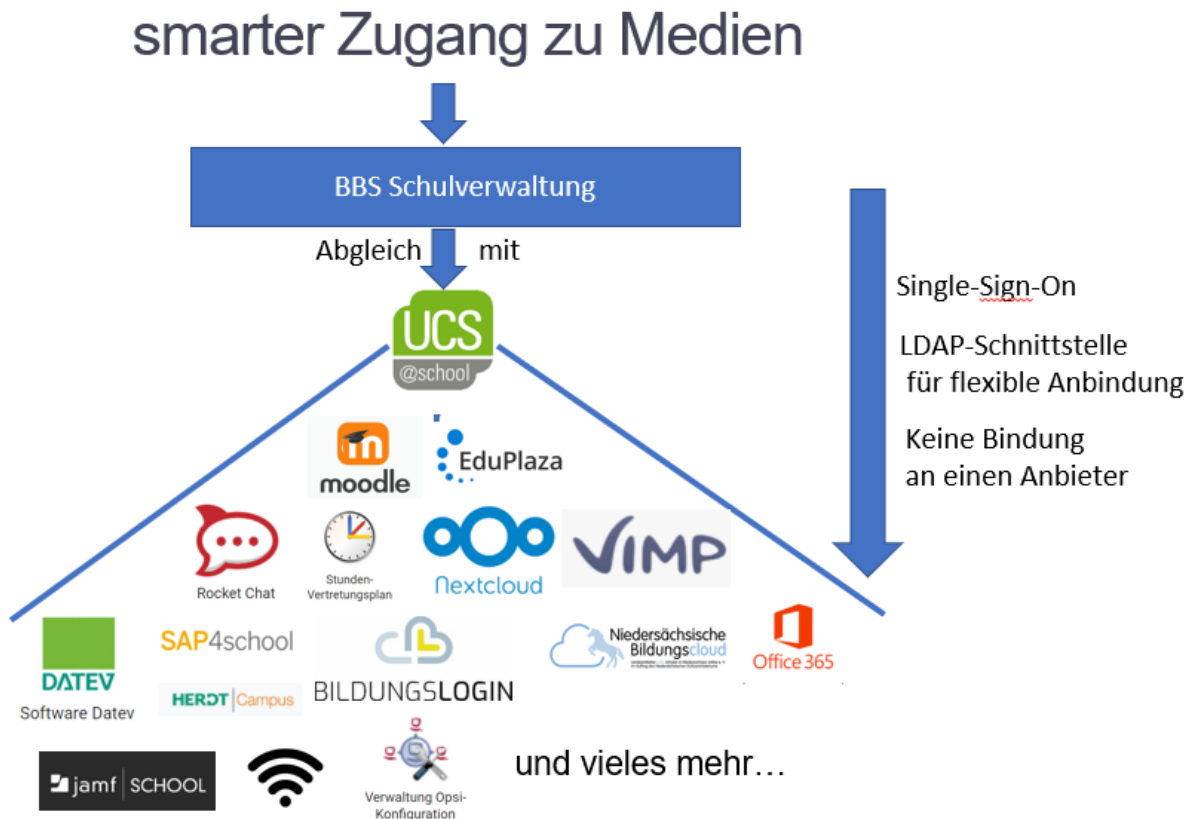 smarter Zugang zu Medien
BBS Schulverwaltung
Abgleich mit
UCS
@school
Single-Sign-On
LDAP-Schnittstelle
für flexible Anbindung
Keine Bindung
an einen Anbieter
moodle
EduPlaza
Rocket Chat
Stunden-
Vertretungsplan
Nextcloud
VIMP
DATEV
Software Datev
SAP4school
HERDT Campus
BILDUNGSLOGIN
Niedersächsische
Bildungscloud
Office 365
jamf SCHOOL
Verwaltung Opsi-
Konfiguration
und vieles mehr...